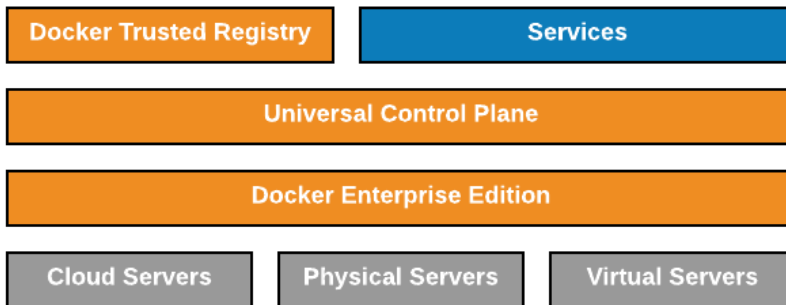 Docker Trusted Registry
Services
Universal Control Plane
Docker Enterprise Edition
Cloud Servers
Physical Servers
Virtual Servers